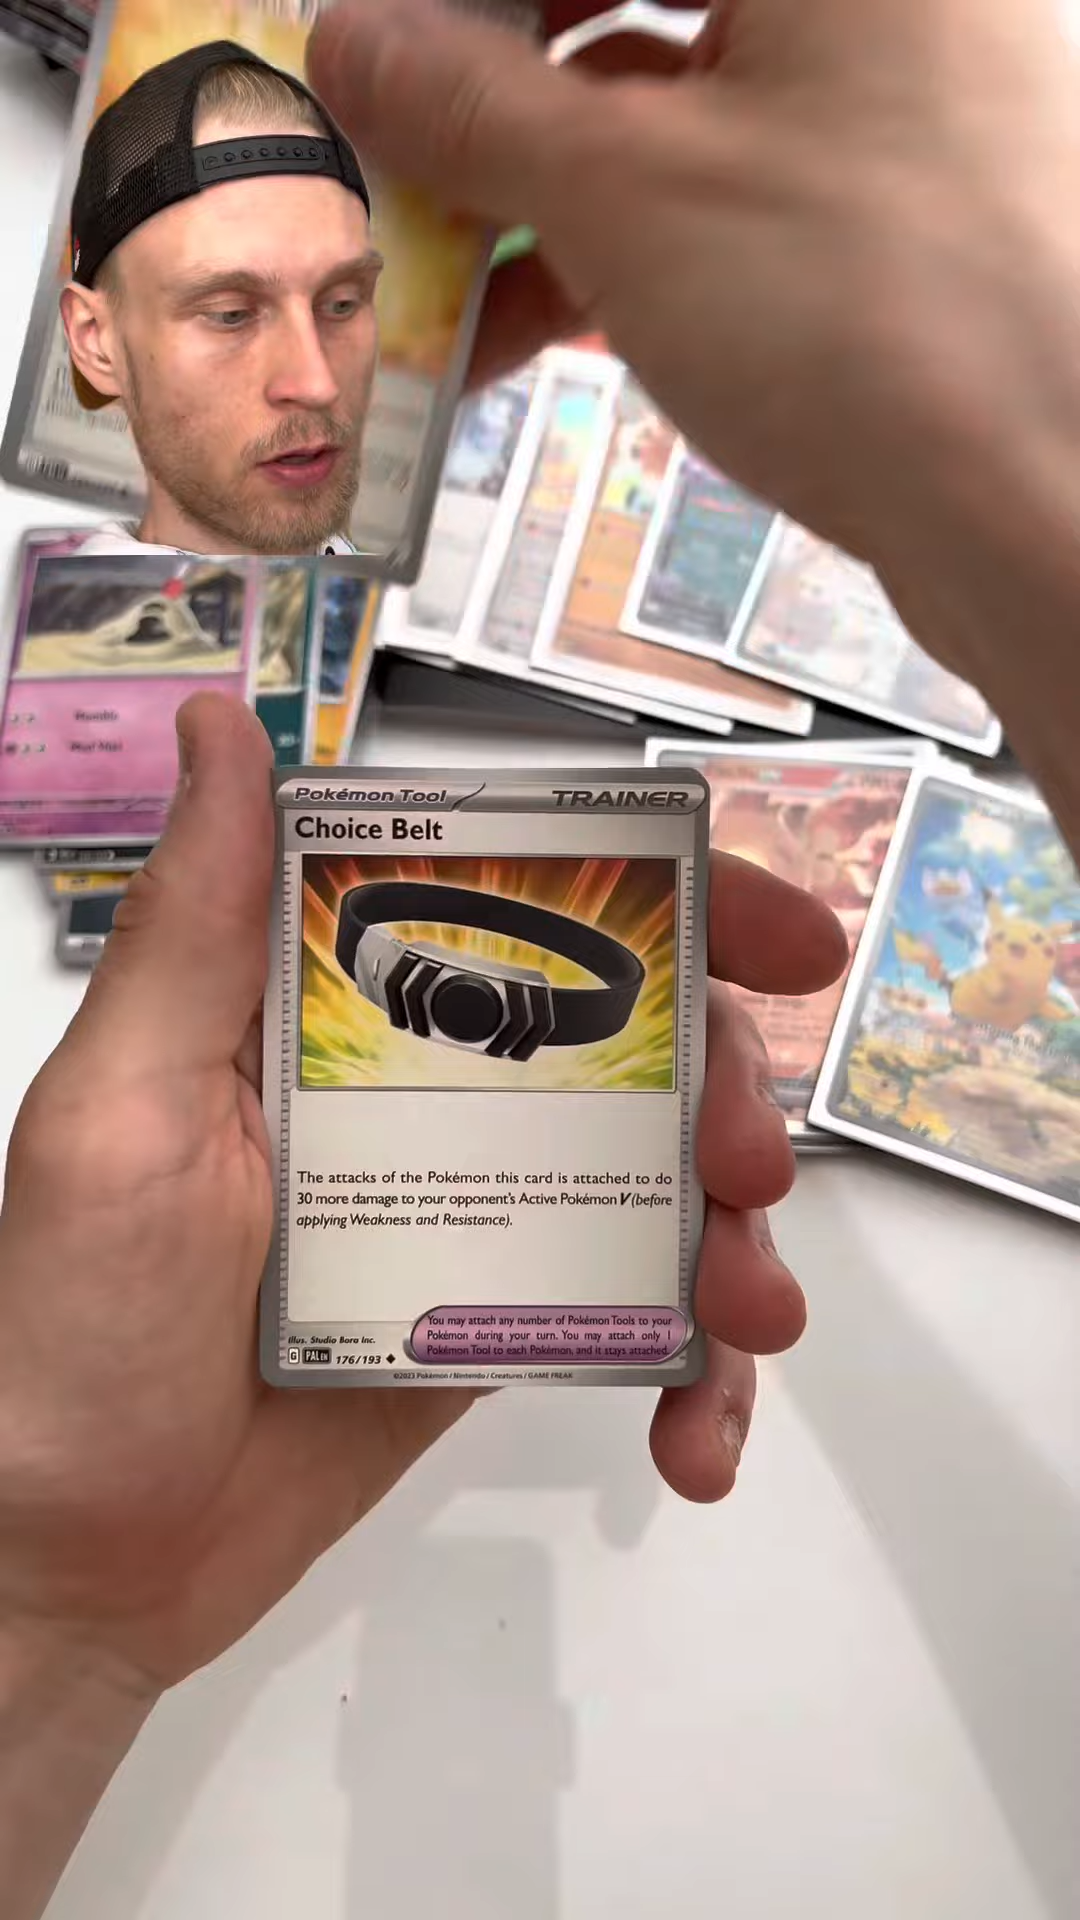 Pokémon Tool
TRAINER
Choice Belt
The attacks of the Pokémon this card is attached to do
30 more damage to your opponent's Active Pokémon V (before
applying Weakness and Resistance).
You may attach any number of Pokémon Tools to your
Pokémon during your turn. You may attach only 1
Pokémon Tool to each Pokémon, and it stays attached.
Illus. Studio Bora Inc.
G PAL EN 176/193
©2023 Pokémon / Nintendo / Creatures / GAME FREAK